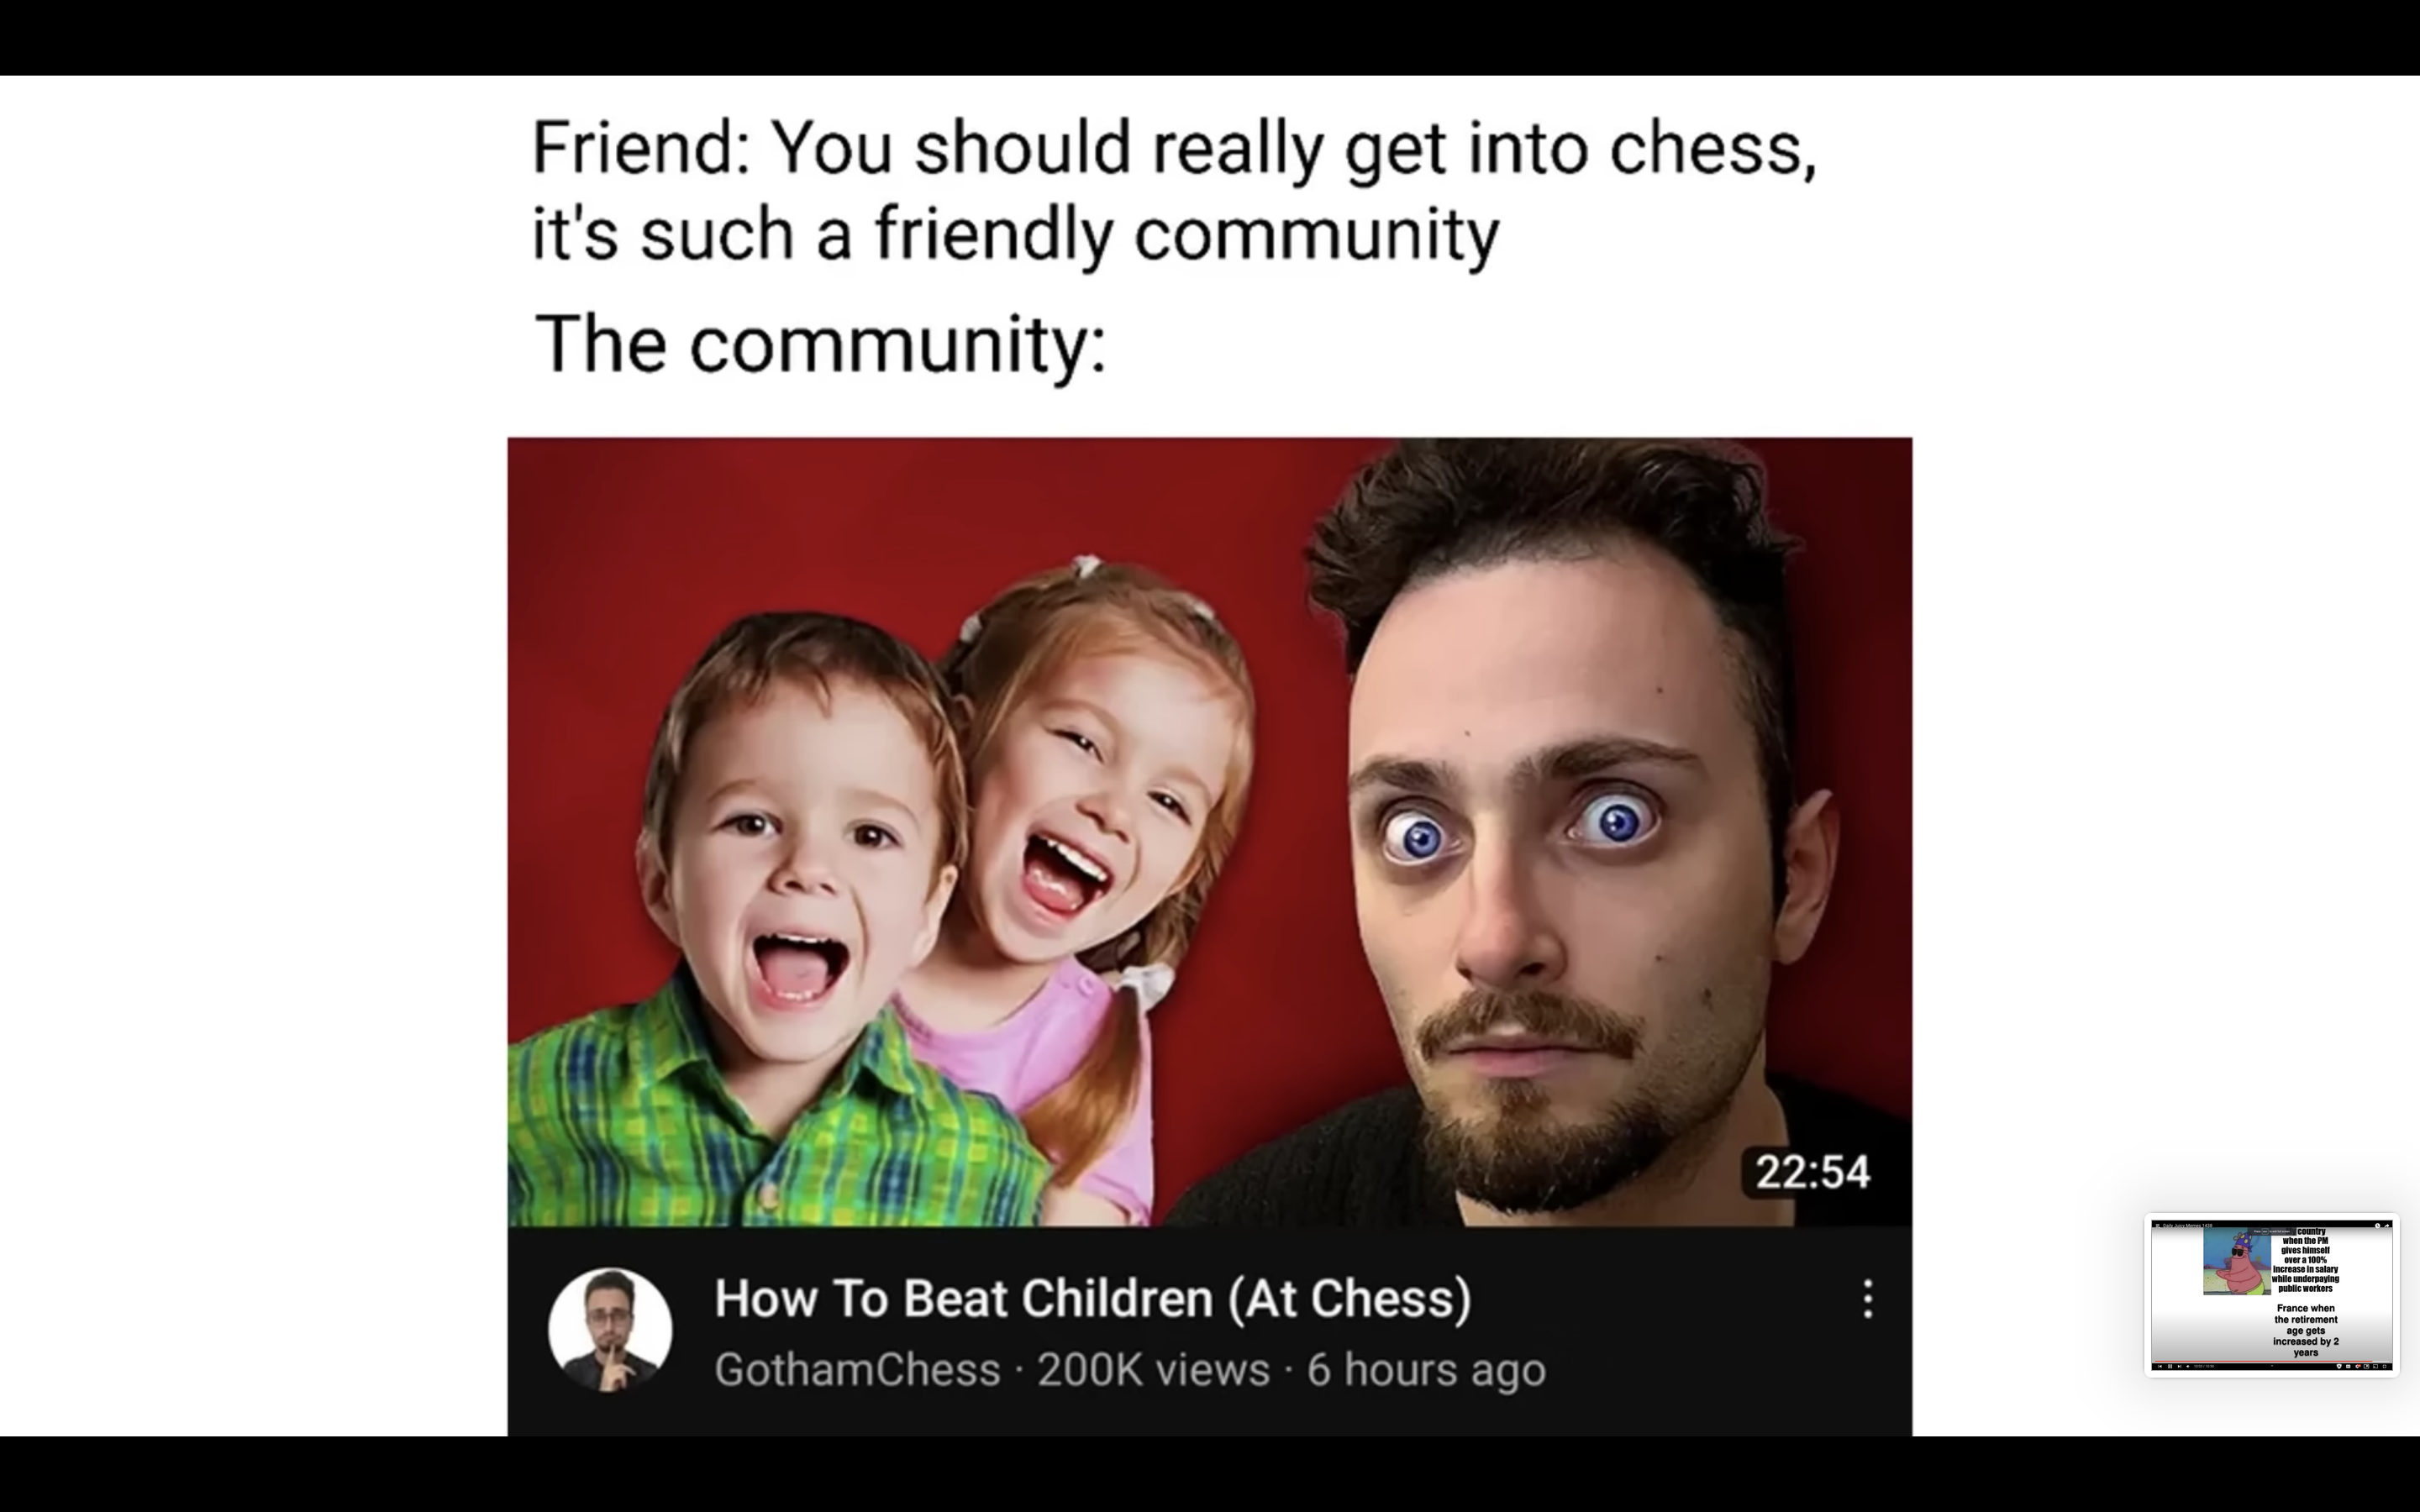 Friend: You should really get into chess,
it's such a friendly community
The community:
22:54
How To Beat Children (At Chess)
GothamChess · 200K views · 6 hours ago
country
when the PM
gives himself
over a 100%
increase in salary
while underpaying
public workers
France when
the retirement
age gets
increased by 2
years